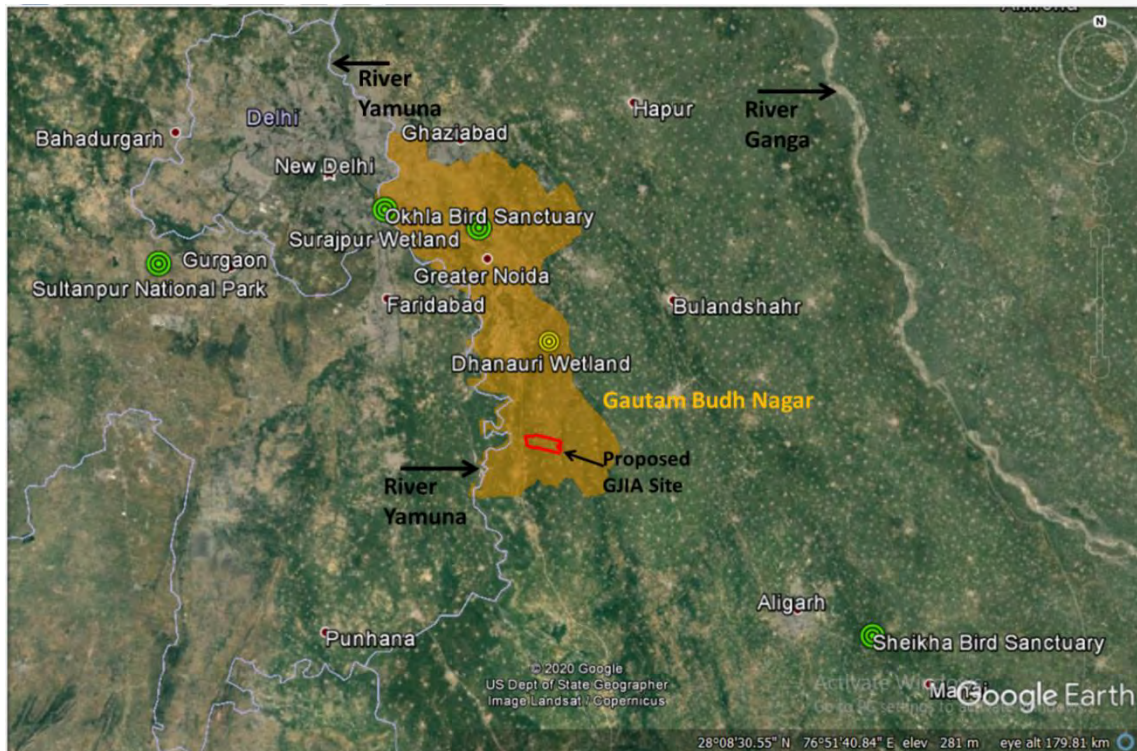 N
River
Yamuna
River
Ganga
Hapur
Delhi
Bahadurgarh
Ghaziabad
New Delhi
Okhla Bird Sanctuary
Surajpur Wetland
Gurgaon
Sultanpur National Park
Greater Noida
Faridabad
Bulandshahr
Dhanauri Wetland
Gautam Budh Nagar
Proposed
GJIA Site
River
Yamuna
Aligarh
Punhana
Sheikha Bird Sanctuary
© 2020 Google
US Dept of State Geographer
Image Landsat / Copernicus
Google Earth
28°08'30.55" N 76°51'40.84" E elev 281 m eye alt 179.81 km